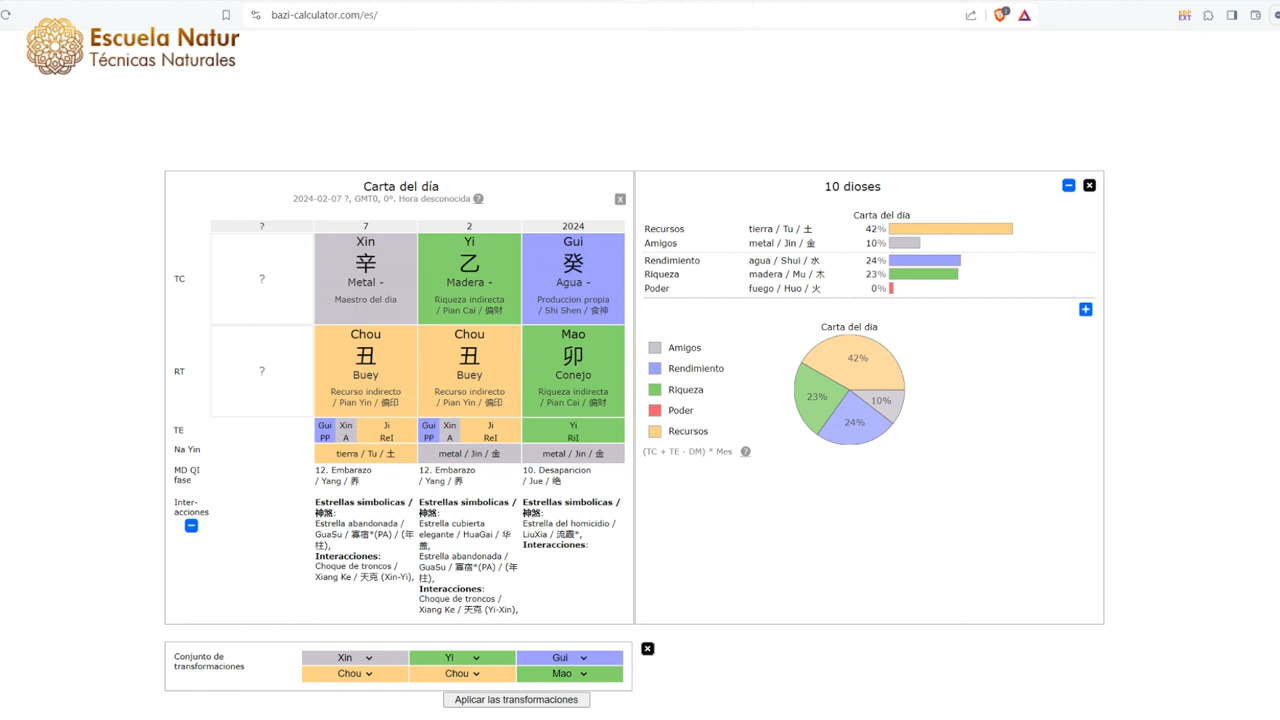 bazi-calculator.com/es/
KDP
EXT
2
Escuela Natur
Técnicas Naturales
Carta del día
2024-02-07 ?, GMT0, 0º. Hora desconocida ?
x
? 7 2 2024
TC
?
Xin
辛
Metal -
Maestro del dia
Yi
乙
Madera -
Riqueza indirecta
/ Pian Cai / 偏财
Gui
癸
Agua -
Produccion propia
/ Shi Shen / 食神
RT
?
Chou
丑
Buey
Recurso indirecto
/ Pian Yin / 偏印
Chou
丑
Buey
Recurso indirecto
/ Pian Yin / 偏印
Mao
卯
Conejo
Riqueza indirecta
/ Pian Cai / 偏财
TE
Gui Xin Ji
PP A ReI
Gui Xin Ji
PP A ReI
Yi
RiI
Na Yin
tierra / Tu / 土
metal / Jin / 金
metal / Jin / 金
MD QI
fase
12. Embarazo
/ Yang / 养
12. Embarazo
/ Yang / 养
10. Desaparicion
/ Jue / 绝
Inter-
acciones
Estrellas simbolicas /
神煞:
Estrella abandonada /
GuaSu / 寡宿*(PA) / (年
柱),
Interacciones:
Choque de troncos /
Xiang Ke / 天克 (Xin-Yi),
Estrellas simbolicas /
神煞:
Estrella cubierta
elegante / HuaGai / 华
盖,
Estrella abandonada /
GuaSu / 寡宿*(PA) / (年
柱),
Interacciones:
Choque de troncos /
Xiang Ke / 天克 (Yi-Xin),
Estrellas simbolicas /
神煞:
Estrella del homicidio /
LiuXia / 流霞*,
Interacciones:
10 dioses
Carta del día
Recursos tierra / Tu / 土 42%
Amigos metal / Jin / 金 10%
Rendimiento agua / Shui / 水 24%
Riqueza madera / Mu / 木 23%
Poder fuego / Huo / 火 0%
Carta del día
Amigos
Rendimiento
Riqueza
Poder
Recursos
42%
23%
10%
24%
(TC + TE - DM) * Mes ?
Conjunto de
transformaciones
Xin Yi Gui
Chou Chou Mao
Aplicar las transformaciones